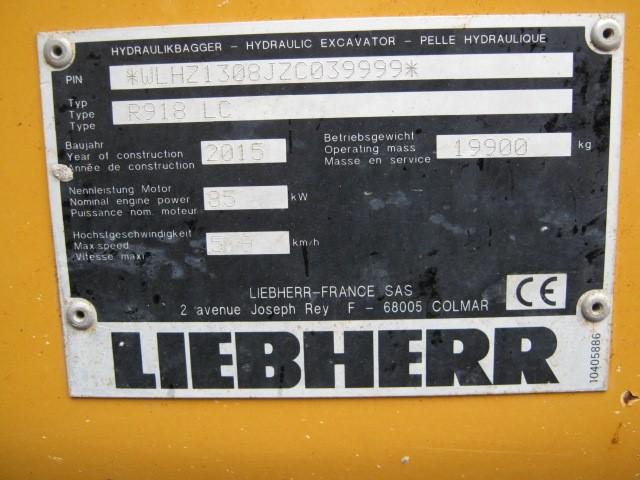 HYDRAULIKBAGGER - HYDRAULIC EXCAVATOR - PELLE HYDRAULIQUE
PIN *WLHZ1308JZC039999*
Typ
Type R918 LC
Type
Baujahr
Year of construction 2015
Année de construction
Betriebsgewicht
Operating mass 19900 kg
Masse en service
Nennleistung Motor
Nominal engine power 85 kW
Puissance nom. moteur
Höchstgeschwindigkeit
Max.speed km/h
Vitesse maxi
LIEBHERR-FRANCE SAS
2 avenue Joseph Rey F - 68005 COLMAR
CE
LIEBHERR
10405886